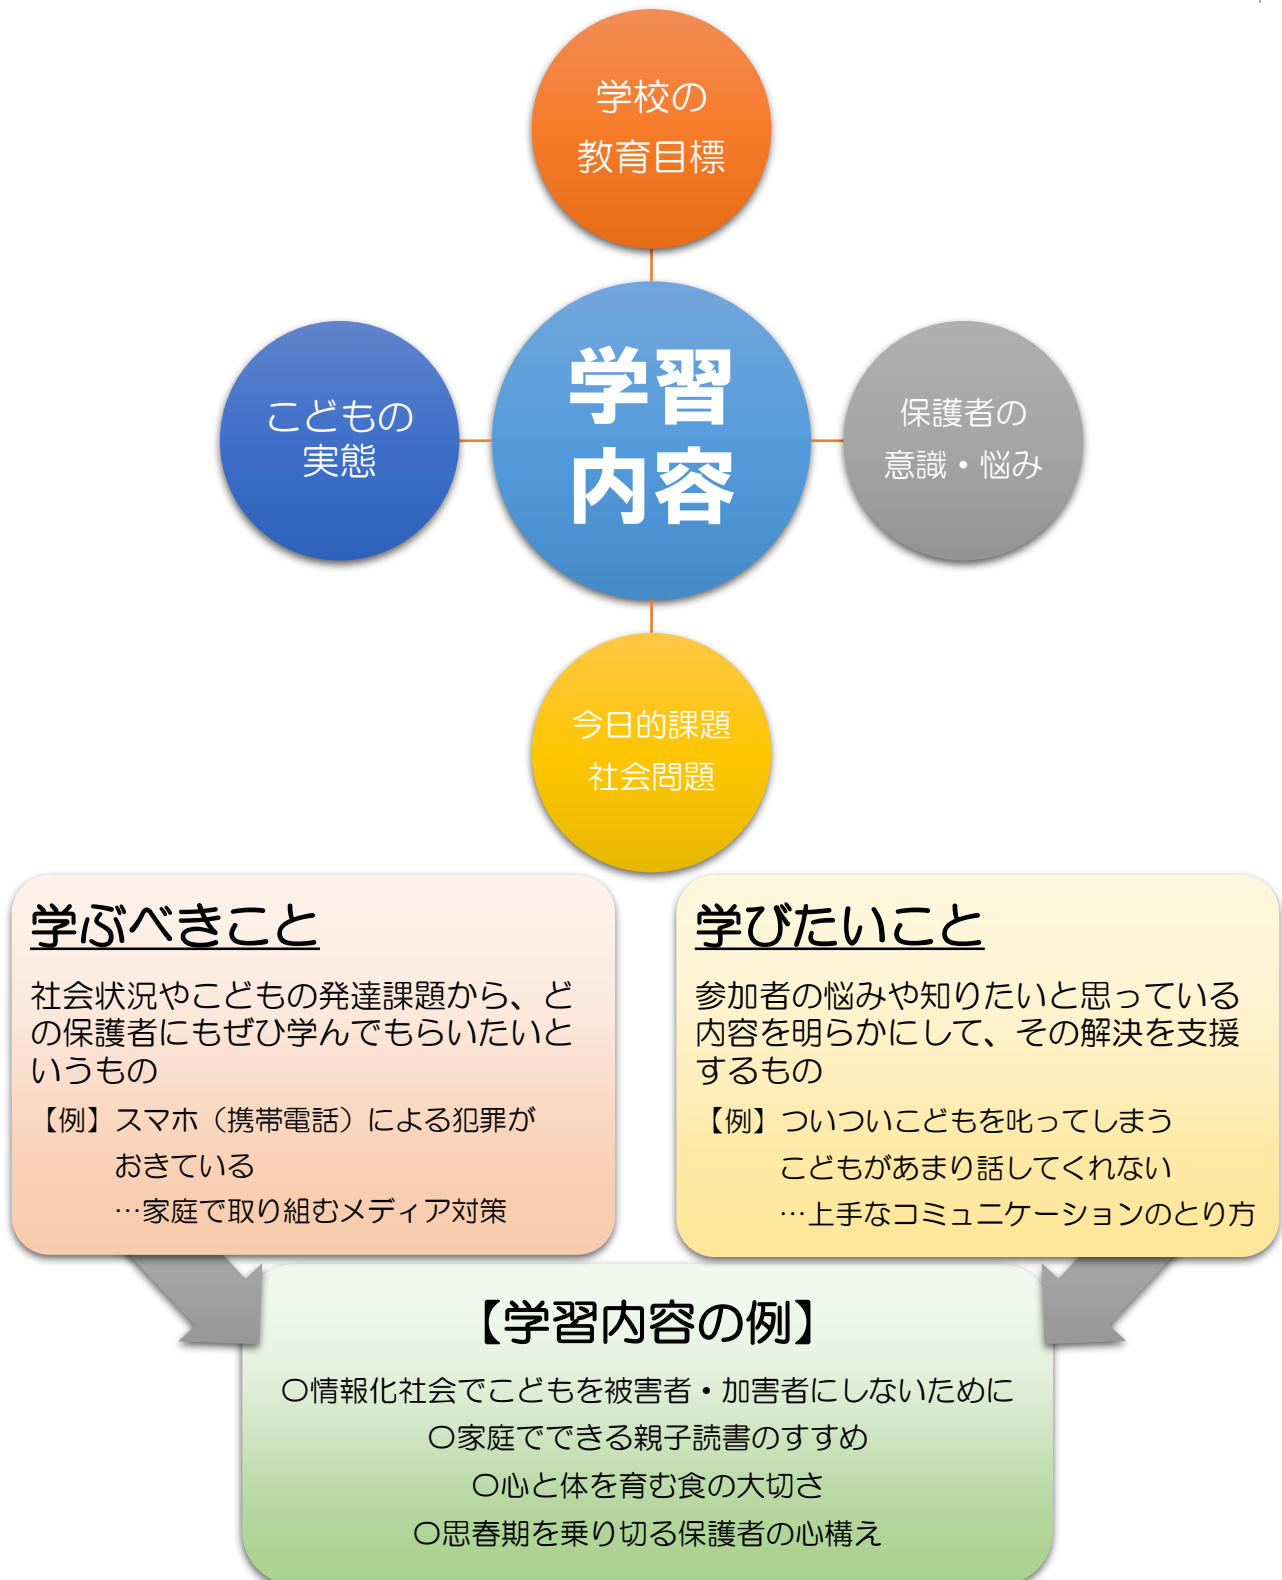 学校の
教育目標
こどもの
実態
学習
内容
保護者の
意識・悩み
今日的課題
社会問題
学ぶべきこと
社会状況やこどもの発達課題から、ど
の保護者にもぜひ学んでもらいたいと
いうもの
【例】スマホ（携帯電話）による犯罪が
おきている
…家庭で取り組むメディア対策
学びたいこと
参加者の悩みや知りたいと思っている
内容を明らかにして、その解決を支援
するもの
【例】ついついこどもを叱ってしまう
こどもがあまり話してくれない
…上手なコミュニケーションのとり方
【学習内容の例】
〇情報化社会でこどもを被害者・加害者にしないために
〇家庭でできる親子読書のすすめ
〇心と体を育む食の大切さ
〇思春期を乗り切る保護者の心構え